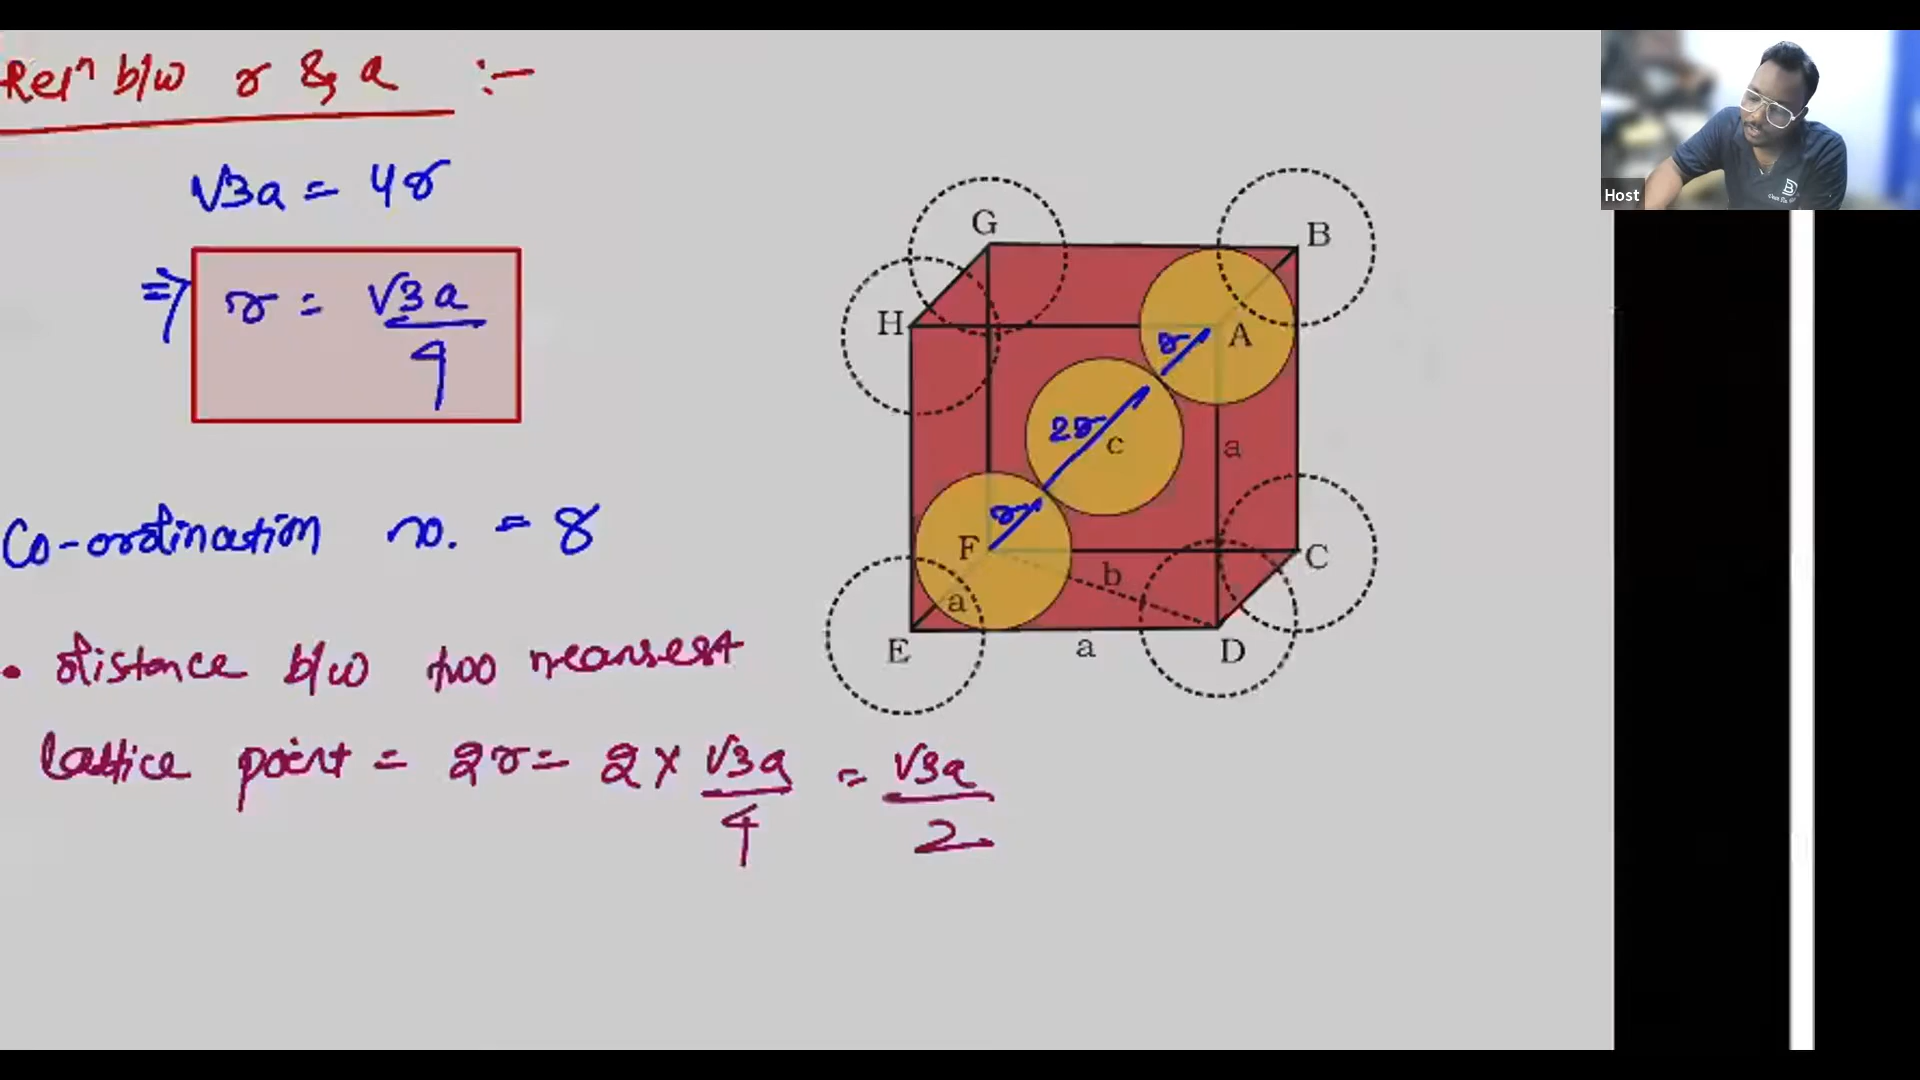 Relⁿ b/w r & a :-
√3a = 4r
⇒ r = √3a/4
Co-ordination no. = 8
• distance b/w two nearest
lattice point = 2r = 2 × √3a/4 = √3a/2
G
B
H
A
r
2r
c
a
r
F
C
b
a
E
a
D
Host